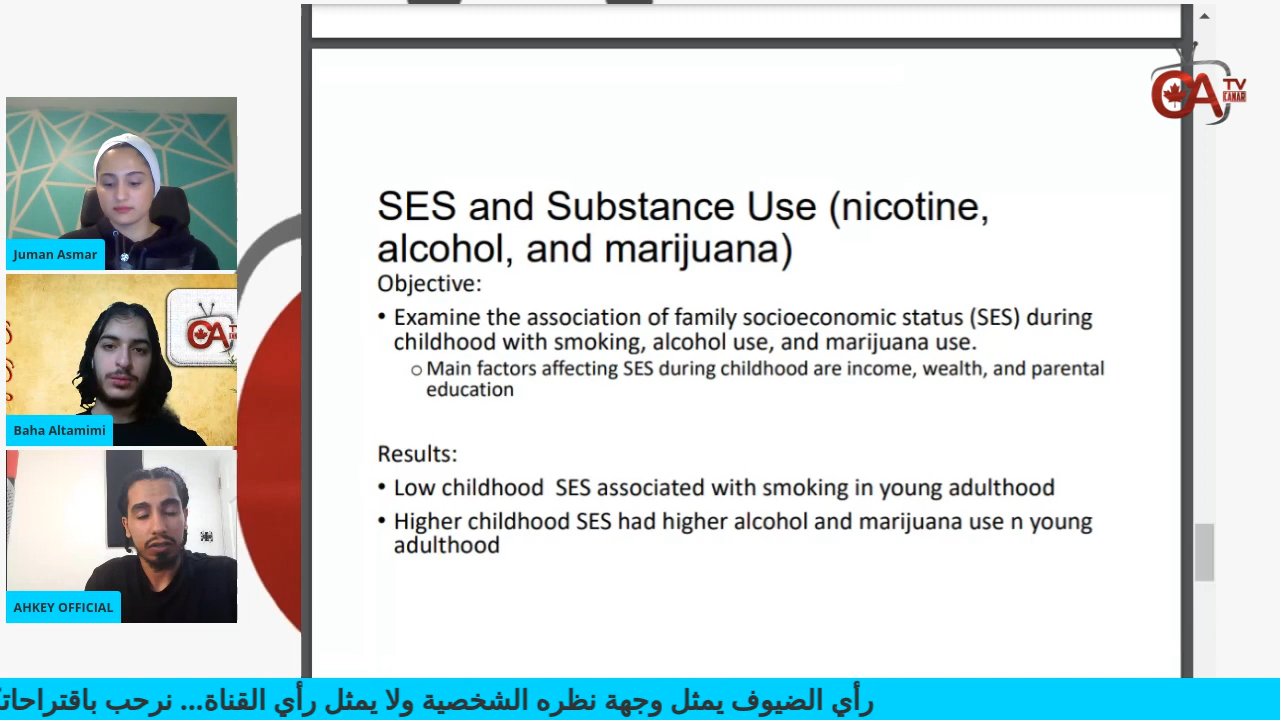 SES and Substance Use (nicotine,
alcohol, and marijuana)
Objective:
• Examine the association of family socioeconomic status (SES) during
childhood with smoking, alcohol use, and marijuana use.
o Main factors affecting SES during childhood are income, wealth, and parental
education
Results:
• Low childhood SES associated with smoking in young adulthood
• Higher childhood SES had higher alcohol and marijuana use n young
adulthood
CA TV
KANAR
Juman Asmar
Baha Altamimi
AHKEY OFFICIAL
رأي الضيوف يمثل وجهة نظره الشخصية ولا يمثل رأي القناة... نرحب